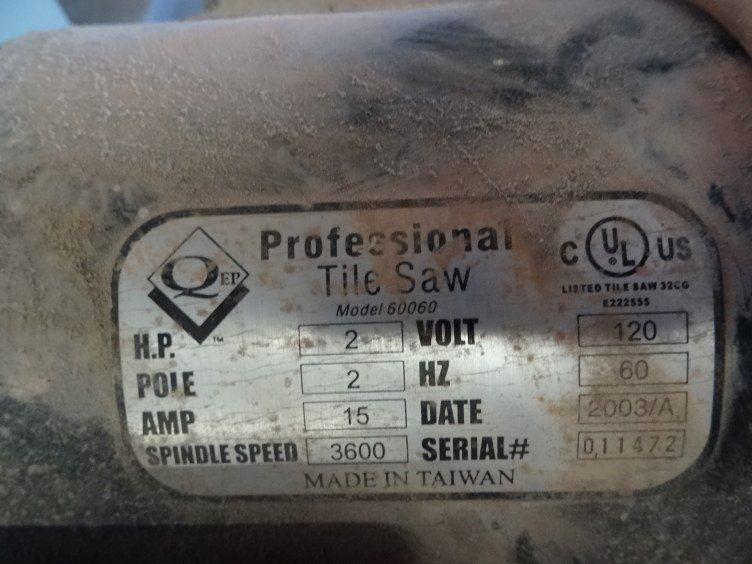 QEP
™
Professional
Tile Saw
Model 60060
C UL ® US
LISTED TILE SAW 32CG
E222555
H.P. 2 VOLT 120
POLE 2 HZ 60
AMP 15 DATE 2003/A
SPINDLE SPEED 3600 SERIAL# 011472
MADE IN TAIWAN